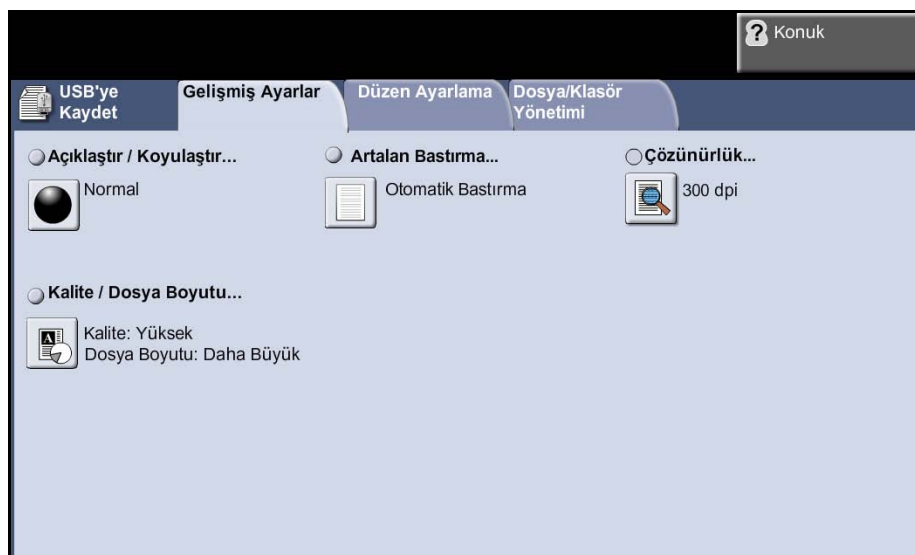 Konuk
USB'ye
Kaydet
Gelişmiş Ayarlar
Düzen Ayarlama
Dosya/Klasör
Yönetimi
Açıklaştır / Koyulaştır...
Normal
Artalan Bastırma...
Otomatik Bastırma
Çözünürlük...
300 dpi
Kalite / Dosya Boyutu...
Kalite: Yüksek
Dosya Boyutu: Daha Büyük